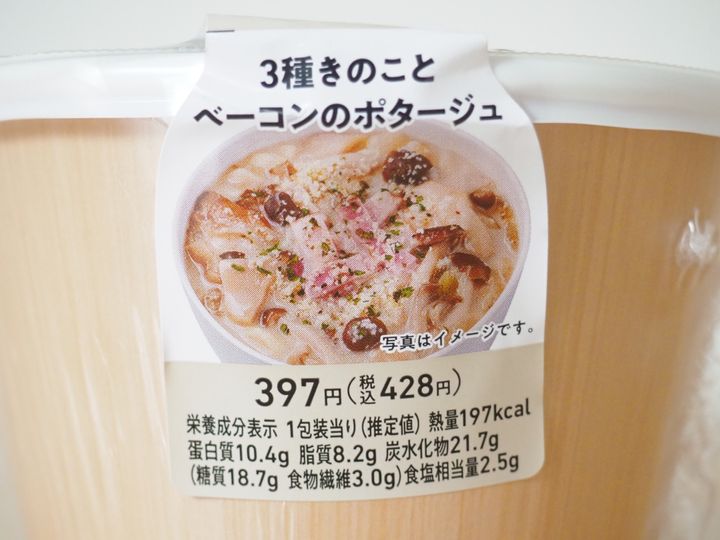 3種きのこと
ベーコンのポタージュ
写真はイメージです。
397円(税込428円)
栄養成分表示 1包装当り(推定値) 熱量197kcal
蛋白質10.4g 脂質8.2g 炭水化物21.7g
(糖質18.7g 食物繊維3.0g)食塩相当量2.5g